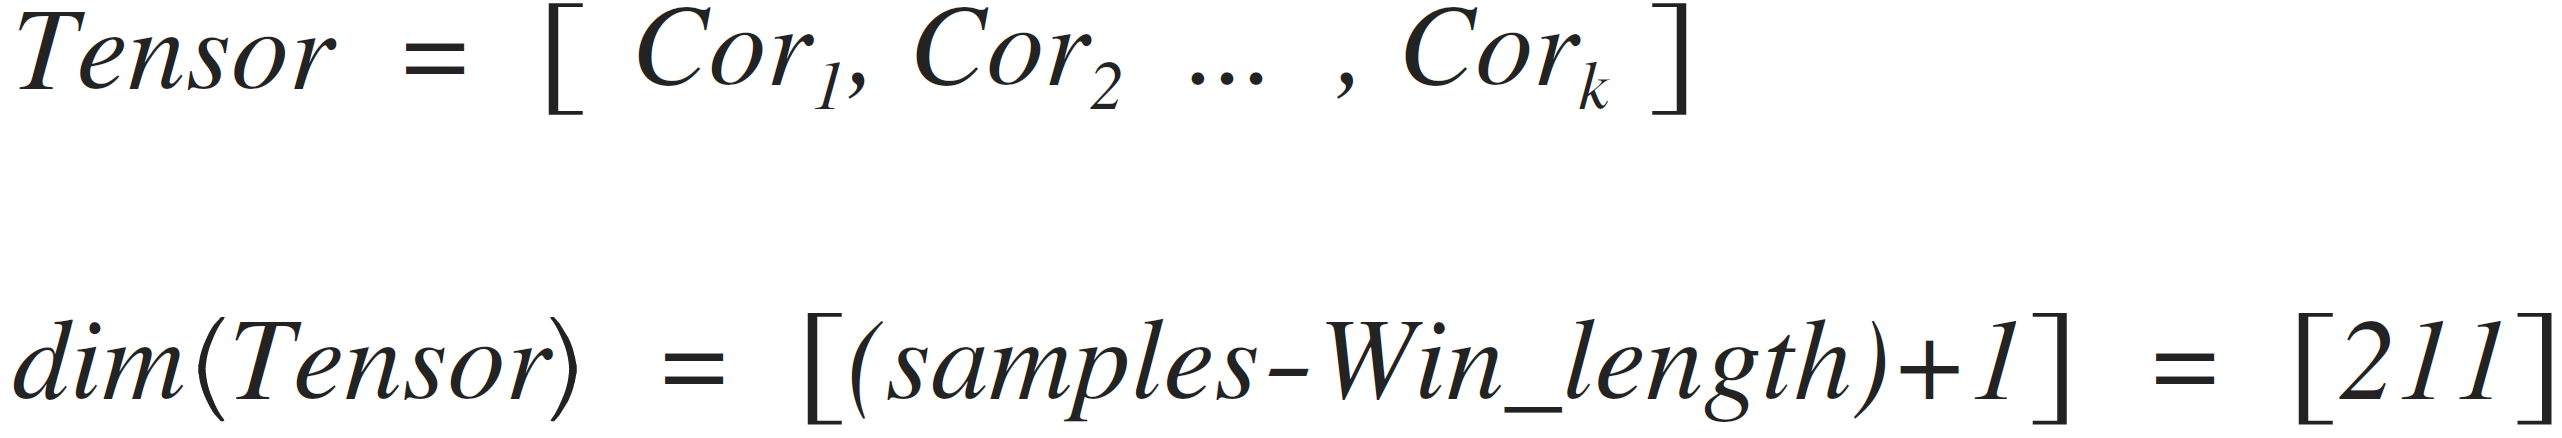 Tensor = [ Cor₁, Cor₂ ... , Corₖ ]
dim(Tensor) = [(samples-Win_length)+1] = [211]